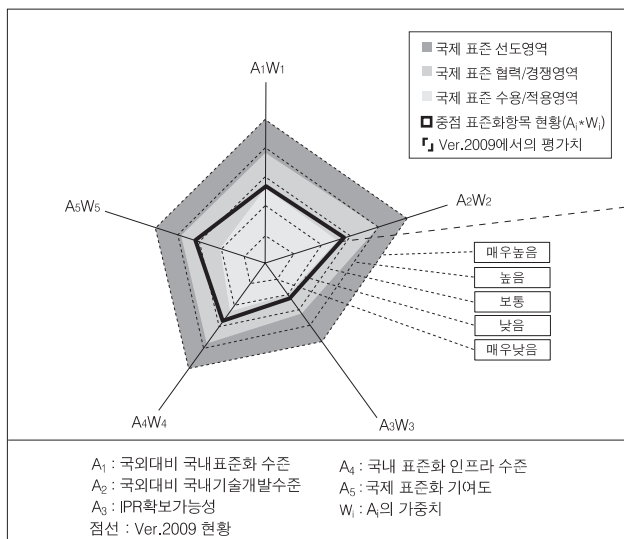 국제 표준 선도영역
국제 표준 협력/경쟁영역
국제 표준 수용/적용영역
중점 표준화항목 현황(Ai*Wi)
Ver.2009에서의 평가치
A1W1
A2W2
A5W5
매우높음
높음
보통
낮음
매우낮음
A4W4
A3W3
A1 : 국외대비 국내표준화 수준
A2 : 국외대비 국내기술개발수준
A3 : IPR확보가능성
점선 : Ver.2009 현황
A4 : 국내 표준화 인프라 수준
A5 : 국제 표준화 기여도
Wi : Ai의 가중치